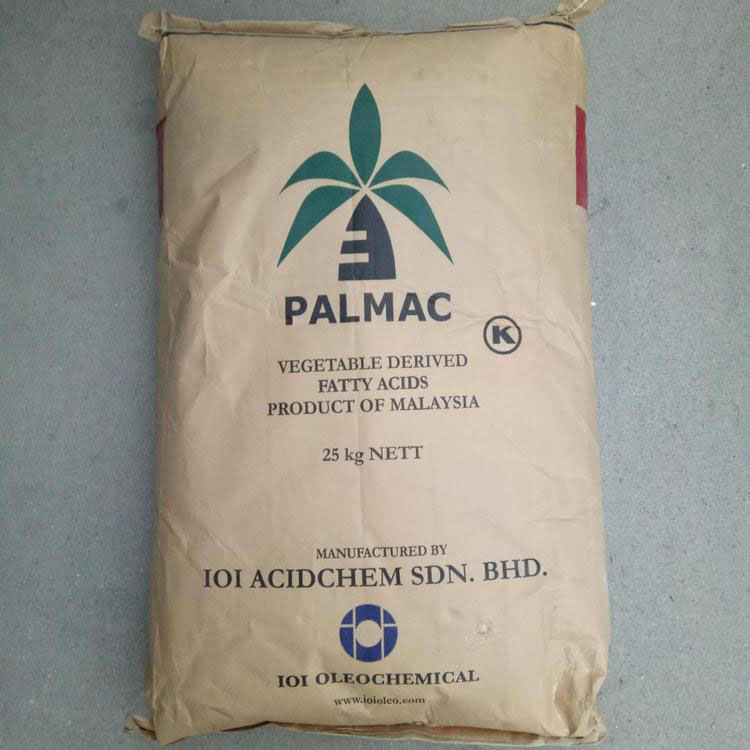 PALMAC
K
VEGETABLE DERIVED
FATTY ACIDS
PRODUCT OF MALAYSIA
25 kg NETT
MANUFACTURED BY
IOI ACIDCHEM SDN. BHD.
IOI OLEOCHEMICAL
www.ioioleo.com